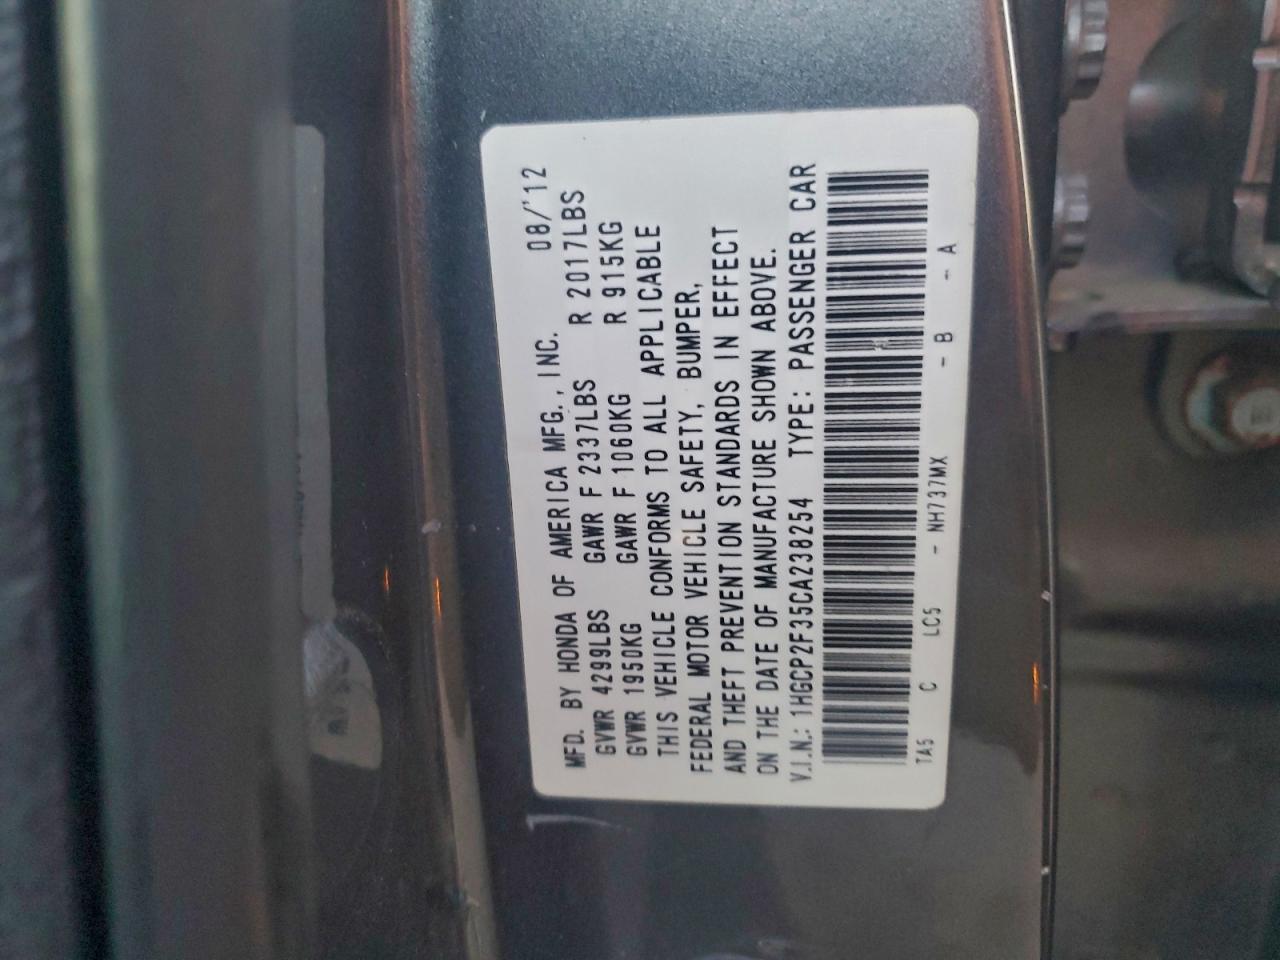 MFD. BY HONDA OF AMERICA MFG., INC. 08/'12
GVWR 4299LBS GAWR F 2337LBS R 2017LBS
GVWR 1950KG GAWR F 1060KG R 915KG
THIS VEHICLE CONFORMS TO ALL APPLICABLE
FEDERAL MOTOR VEHICLE SAFETY, BUMPER,
AND THEFT PREVENTION STANDARDS IN EFFECT
ON THE DATE OF MANUFACTURE SHOWN ABOVE.
V.I.N.: 1HGCP2F35CA238254 TYPE: PASSENGER CAR
TA5 C LC5 - NH737MX - B - A